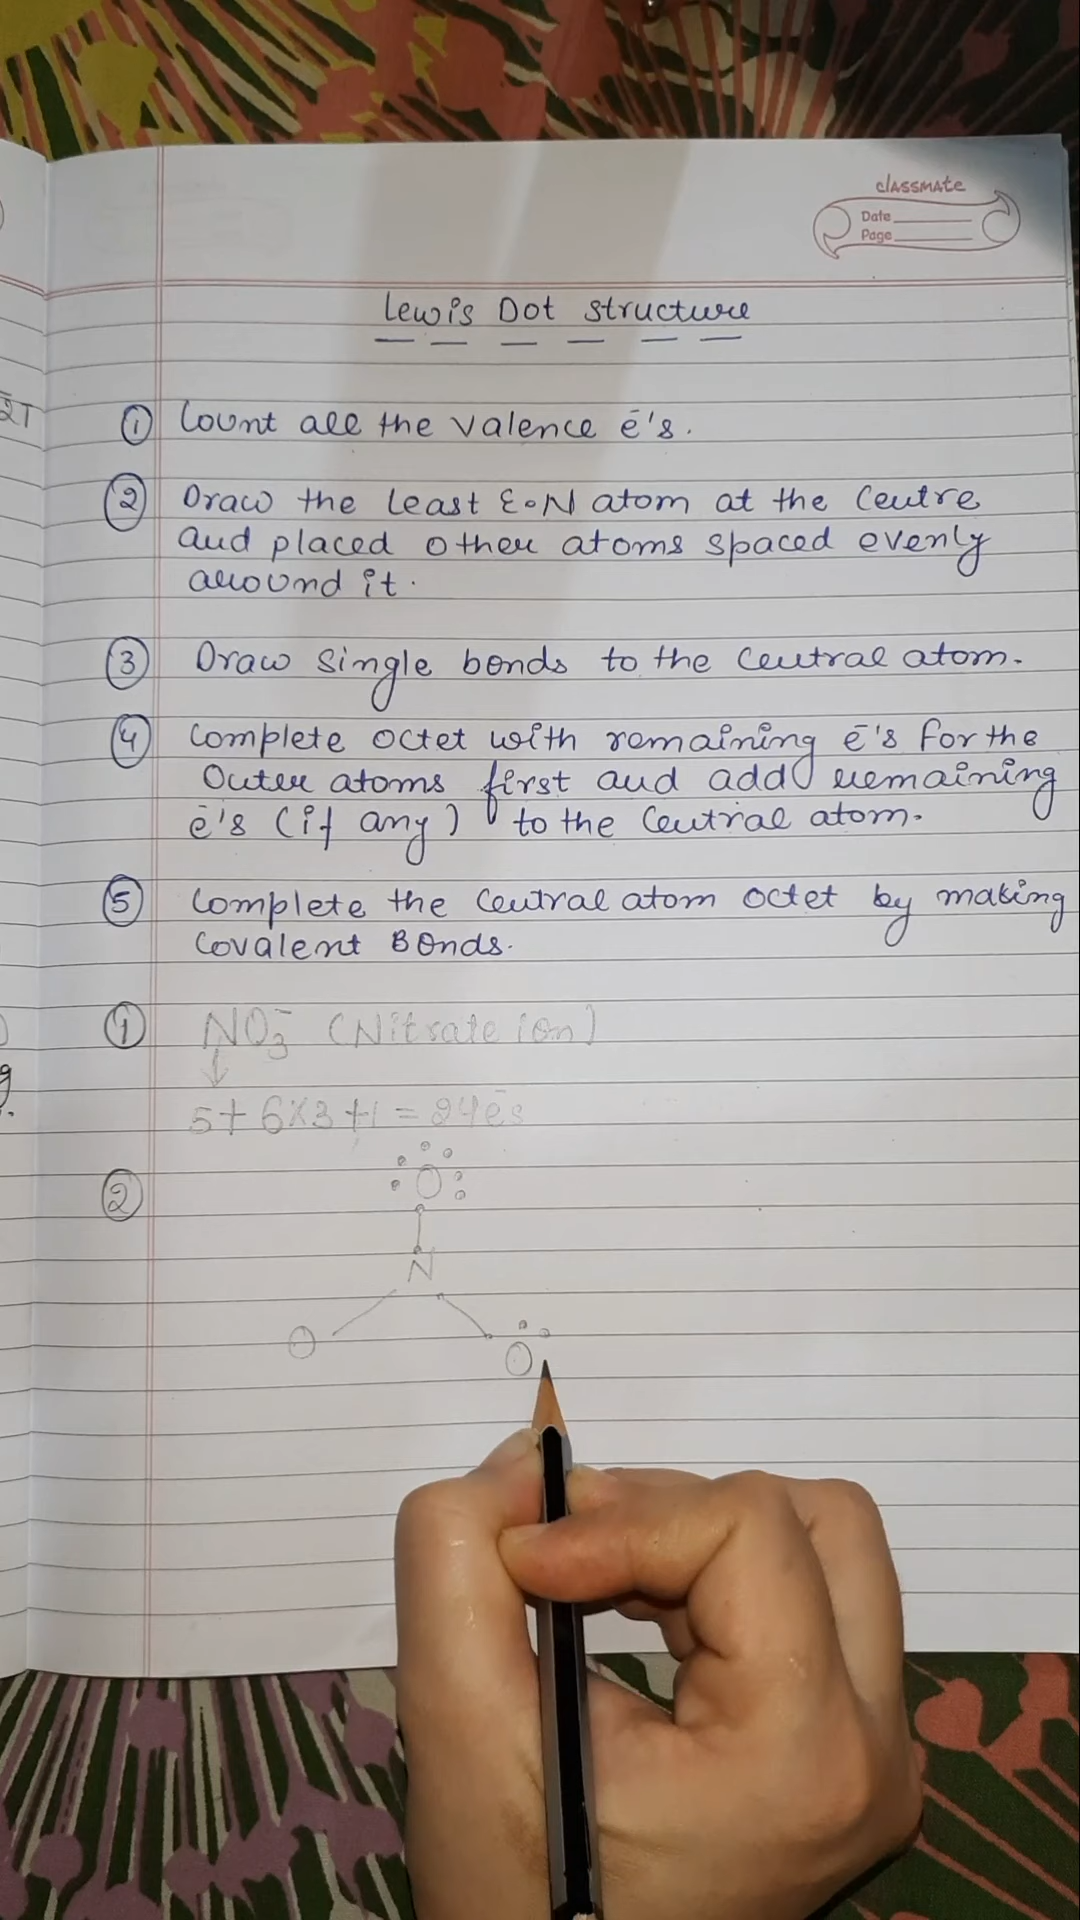 classmate
Date
Page
Lewis Dot structure
① Count all the valence ē's.
② Draw the least E.N atom at the centre
and placed other atoms spaced evenly
around it.
③ Draw single bonds to the central atom.
④ Complete octet with remaining ē's for the
Outer atoms first and add remaining
ē's (if any) to the central atom.
⑤ Complete the central atom octet by making
Covalent Bonds.
① NO₃⁻ (Nitrate ion)
↓
5+6×3+1 = 24ēs
②
O
N
O O